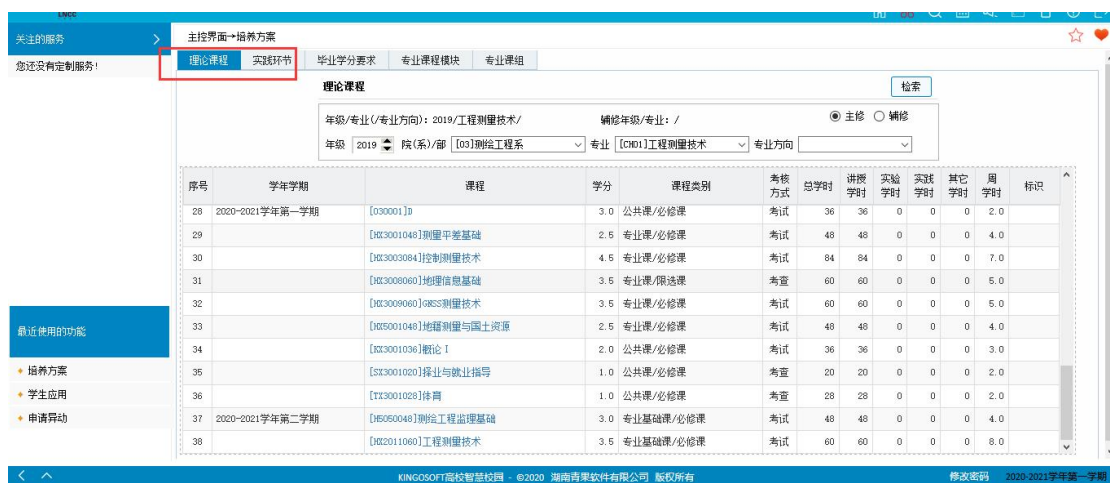 LNCC
关注的服务
您还没有定制服务!
最近使用的功能
培养方案
学生应用
申请异动
主控界面→培养方案
理论课程 实践环节 毕业学分要求 专业课程模块 专业课组
理论课程 检索
年级/专业(/专业方向): 2019/工程测量技术/ 辅修年级/专业: / 主修 辅修
年级 2019 院(系)/部 [03]测绘工程系 专业 [CH01]工程测量技术 专业方向
序号 学年学期 课程 学分 课程类别 考核方式 总学时 讲授学时 实验学时 实践学时 其它学时 周学时 标识
28 2020-2021学年第一学期 [030001]D 3.0 公共课/必修课 考试 36 36 0 0 0 2.0
29 [HX3001048]测量平差基础 2.5 专业课/必修课 考试 48 48 0 0 0 4.0
30 [HX3003084]控制测量技术 4.5 专业课/必修课 考试 84 84 0 0 0 7.0
31 [HX3008060]地理信息基础 3.5 专业课/限选课 考查 60 60 0 0 0 5.0
32 [HX3009060]GNSS测量技术 3.5 专业课/必修课 考试 60 60 0 0 0 5.0
33 [HX5001048]地籍测量与国土资源 2.5 专业课/必修课 考试 48 48 0 0 0 4.0
34 [KX3001036]概论 I 2.0 公共课/必修课 考试 36 36 0 0 0 3.0
35 [SX3001020]择业与就业指导 1.0 公共课/必修课 考查 20 20 0 0 0 2.0
36 [TX3001028]体育 1.0 公共课/必修课 考查 28 28 0 0 0 2.0
37 2020-2021学年第二学期 [H5050048]测绘工程监理基础 3.0 专业基础课/必修课 考试 48 48 0 0 0 4.0
38 [HX2011060]工程测量技术 3.5 专业基础课/必修课 考试 60 60 0 0 0 8.0
KINGOSOFT高校智慧校园 - ©2020 湖南青果软件有限公司 版权所有 修改密码 2020-2021学年第一学期